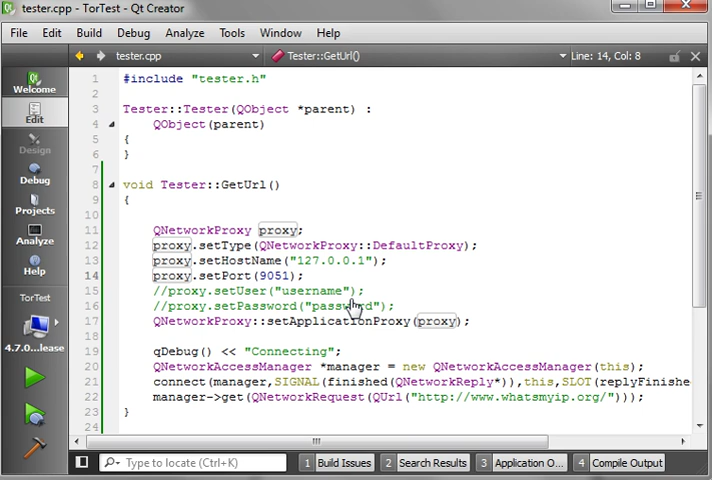 tester.cpp - TorTest - Qt Creator
File Edit Build Debug Analyze Tools Window Help
tester.cpp Tester::GetUrl() Line: 14, Col: 8
Welcome
Edit
Design
Debug
Projects
Analyze
Help
TorTest
4.7.0...lease
1 #include "tester.h"
2
3 Tester::Tester(QObject *parent) :
4 QObject(parent)
5 {
6 }
7
8 void Tester::GetUrl()
9 {
10
11 QNetworkProxy proxy;
12 proxy.setType(QNetworkProxy::DefaultProxy);
13 proxy.setHostName("127.0.0.1");
14 proxy.setPort(9051);
15 //proxy.setUser("username");
16 //proxy.setPassword("password");
17 QNetworkProxy::setApplicationProxy(proxy);
18
19 qDebug() << "Connecting";
20 QNetworkAccessManager *manager = new QNetworkAccessManager(this);
21 connect(manager,SIGNAL(finished(QNetworkReply*)),this,SLOT(replyFinishe
22 manager->get(QNetworkRequest(QUrl("http://www.whatsmyip.org/")));
23 }
24
Type to locate (Ctrl+K) 1 Build Issues 2 Search Results 3 Application O... 4 Compile Output